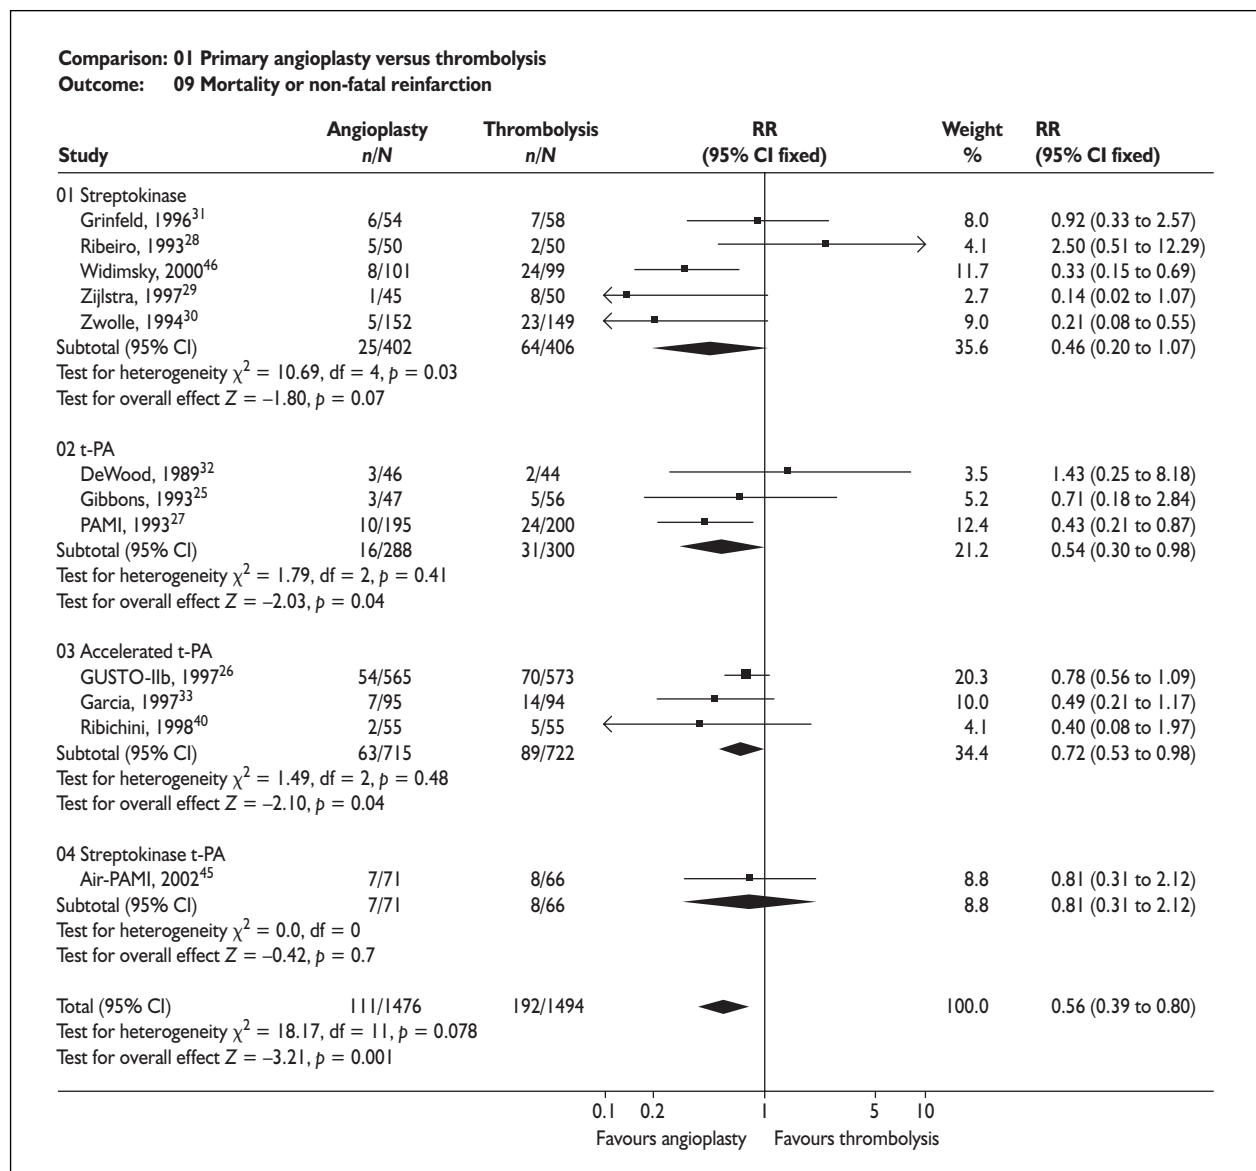 Comparison: 01 Primary angioplasty versus thrombolysis
Outcome: 09 Mortality or non-fatal reinfarction
Angioplasty Thrombolysis RR Weight RR
Study n/N n/N (95% CI fixed) % (95% CI fixed)
01 Streptokinase
Grinfeld, 1996³¹ 6/54 7/58 8.0 0.92 (0.33 to 2.57)
Ribeiro, 1993²⁸ 5/50 2/50 4.1 2.50 (0.51 to 12.29)
Widimsky, 2000⁴⁶ 8/101 24/99 11.7 0.33 (0.15 to 0.69)
Zijlstra, 1997²⁹ 1/45 8/50 2.7 0.14 (0.02 to 1.07)
Zwolle, 1994³⁰ 5/152 23/149 9.0 0.21 (0.08 to 0.55)
Subtotal (95% CI) 25/402 64/406 35.6 0.46 (0.20 to 1.07)
Test for heterogeneity χ² = 10.69, df = 4, p = 0.03
Test for overall effect Z = –1.80, p = 0.07
02 t-PA
DeWood, 1989³² 3/46 2/44 3.5 1.43 (0.25 to 8.18)
Gibbons, 1993²⁵ 3/47 5/56 5.2 0.71 (0.18 to 2.84)
PAMI, 1993²⁷ 10/195 24/200 12.4 0.43 (0.21 to 0.87)
Subtotal (95% CI) 16/288 31/300 21.2 0.54 (0.30 to 0.98)
Test for heterogeneity χ² = 1.79, df = 2, p = 0.41
Test for overall effect Z = –2.03, p = 0.04
03 Accelerated t-PA
GUSTO-IIb, 1997²⁶ 54/565 70/573 20.3 0.78 (0.56 to 1.09)
Garcia, 1997³³ 7/95 14/94 10.0 0.49 (0.21 to 1.17)
Ribichini, 1998⁴⁰ 2/55 5/55 4.1 0.40 (0.08 to 1.97)
Subtotal (95% CI) 63/715 89/722 34.4 0.72 (0.53 to 0.98)
Test for heterogeneity χ² = 1.49, df = 2, p = 0.48
Test for overall effect Z = –2.10, p = 0.04
04 Streptokinase t-PA
Air-PAMI, 2002⁴⁵ 7/71 8/66 8.8 0.81 (0.31 to 2.12)
Subtotal (95% CI) 7/71 8/66 8.8 0.81 (0.31 to 2.12)
Test for heterogeneity χ² = 0.0, df = 0
Test for overall effect Z = –0.42, p = 0.7
Total (95% CI) 111/1476 192/1494 100.0 0.56 (0.39 to 0.80)
Test for heterogeneity χ² = 18.17, df = 11, p = 0.078
Test for overall effect Z = –3.21, p = 0.001
0.1 0.2 1 5 10
Favours angioplasty Favours thrombolysis